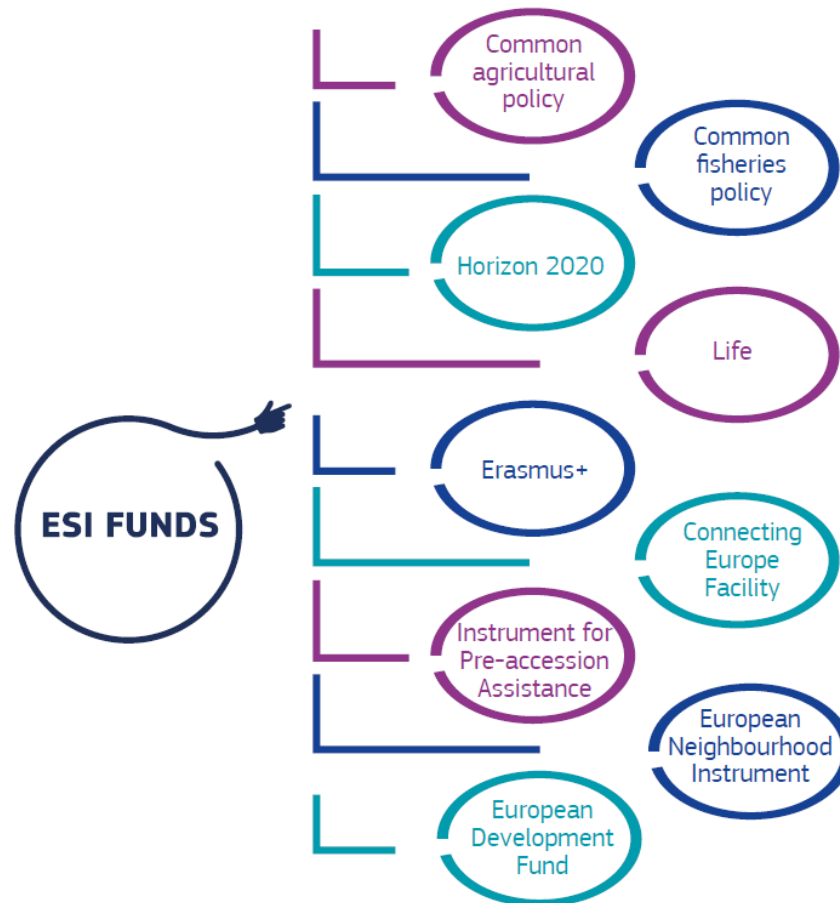 Common
agricultural
policy
Common
fisheries
policy
Horizon 2020
Life
ESI FUNDS
Erasmus+
Connecting
Europe
Facility
Instrument for
Pre-accession
Assistance
European
Neighbourhood
Instrument
European
Development
Fund